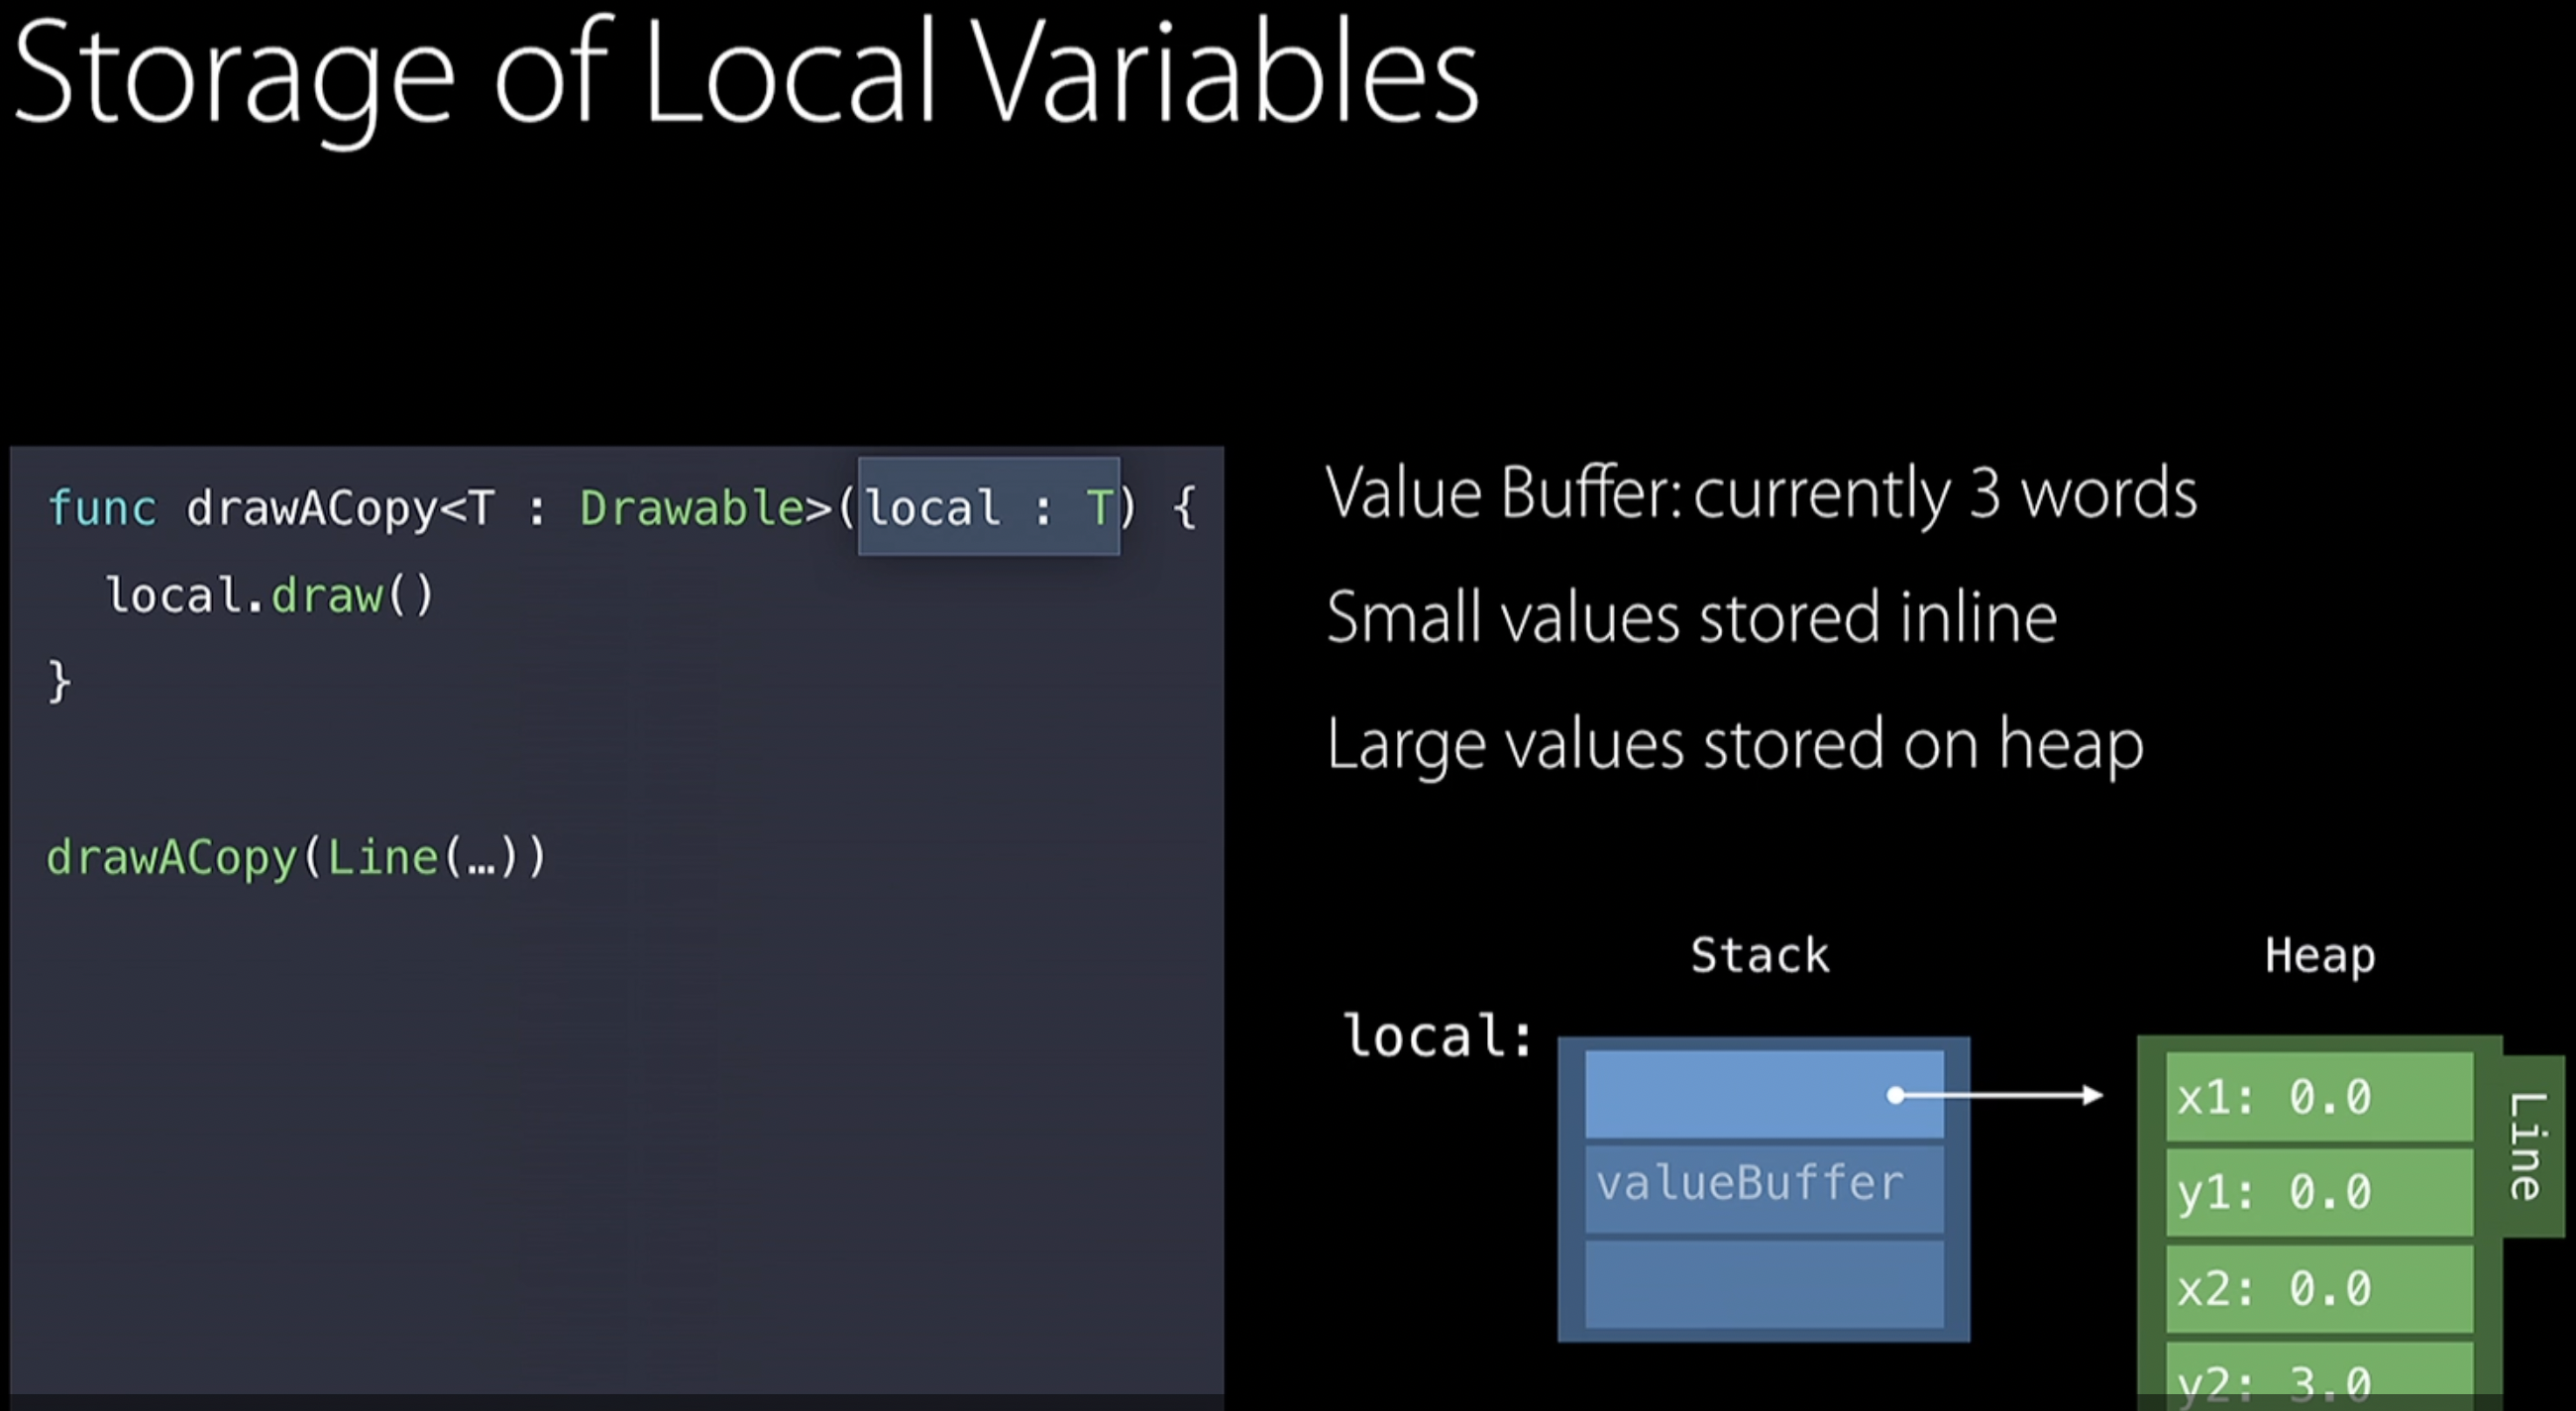 Storage of Local Variables
func drawACopy<T : Drawable>(local : T) {
local.draw()
}
drawACopy(Line(…))
Value Buffer: currently 3 words
Small values stored inline
Large values stored on heap
Stack
Heap
local:
valueBuffer
x1: 0.0
y1: 0.0
x2: 0.0
y2: 3.0
Line